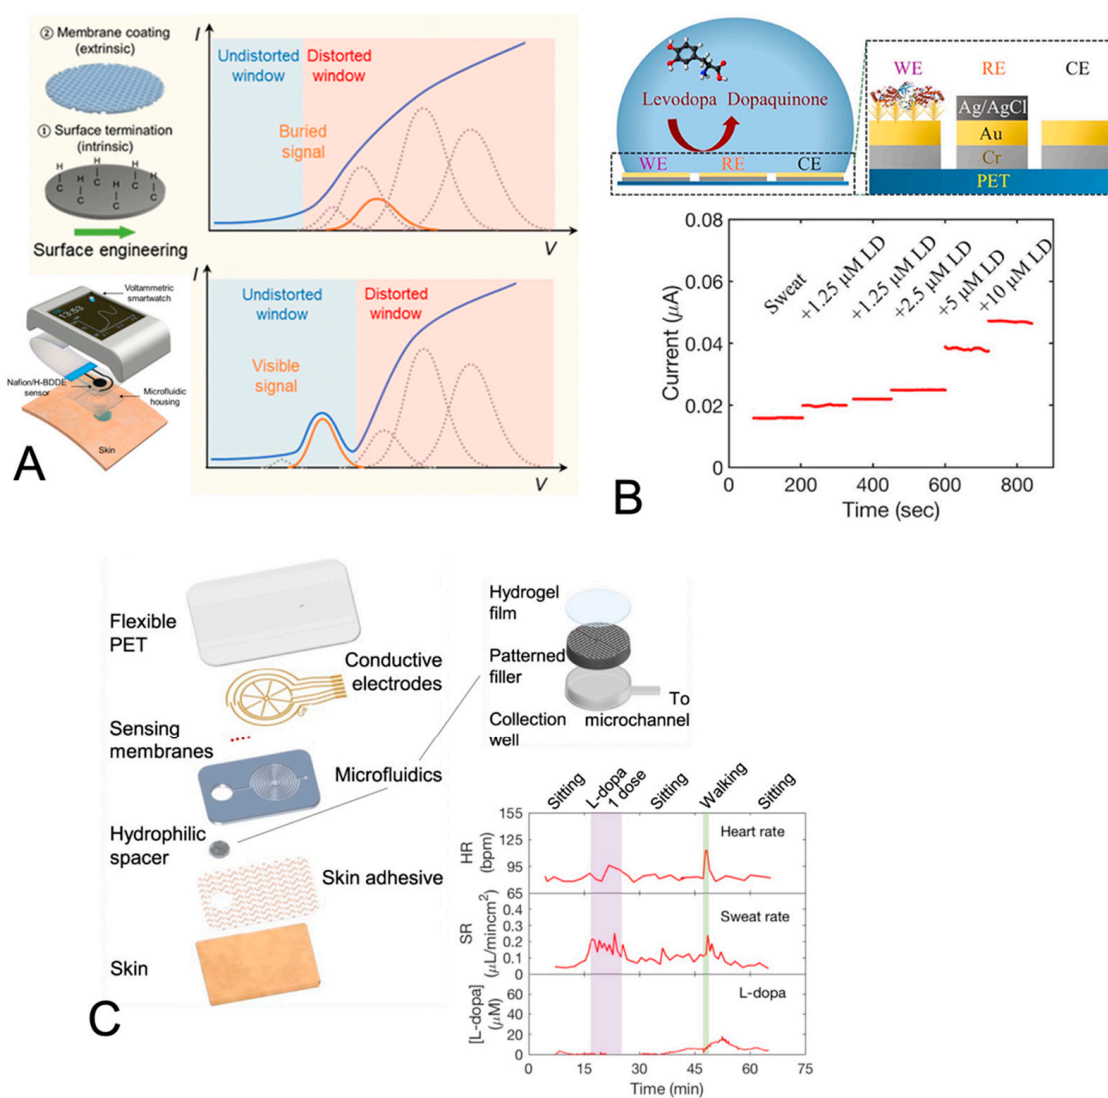 ② Membrane coating
(extrinsic)
① Surface termination
(intrinsic)
H
H
H
H
H
H
C
C
C
C
C
C
Surface engineering
Voltammetric
smartwatch
13:53
Nafion/H-BDDE
sensor
Microfluidic
housing
Skin
A
I
Undistorted
window
Distorted
window
Buried
signal
V
I
Undistorted
window
Distorted
window
Visible
signal
V
Levodopa Dopaquinone
WE RE CE
WE RE CE
Ag/AgCl
Au
Cr
PET
B
Current (μA)
0.08
0.06
0.04
0.02
0
Sweat
+1.25 μM LD
+1.25 μM LD
+2.5 μM LD
+5 μM LD
+10 μM LD
0 200 400 600 800
Time (sec)
Flexible
PET
Conductive
electrodes
Sensing
membranes
Microfluidics
Hydrophilic
spacer
Skin adhesive
Skin
C
Hydrogel
film
Patterned
filler
Collection
well
To
microchannel
Sitting
L-dopa
1 dose
Sitting
Walking
Sitting
HR
(bpm)
155
125
95
65
Heart rate
SR
(μL/mincm²)
0.4
0.3
0.2
0.1
0
Sweat rate
[L-dopa]
(μM)
60
40
20
0
L-dopa
0 15 30 45 60 75
Time (min)